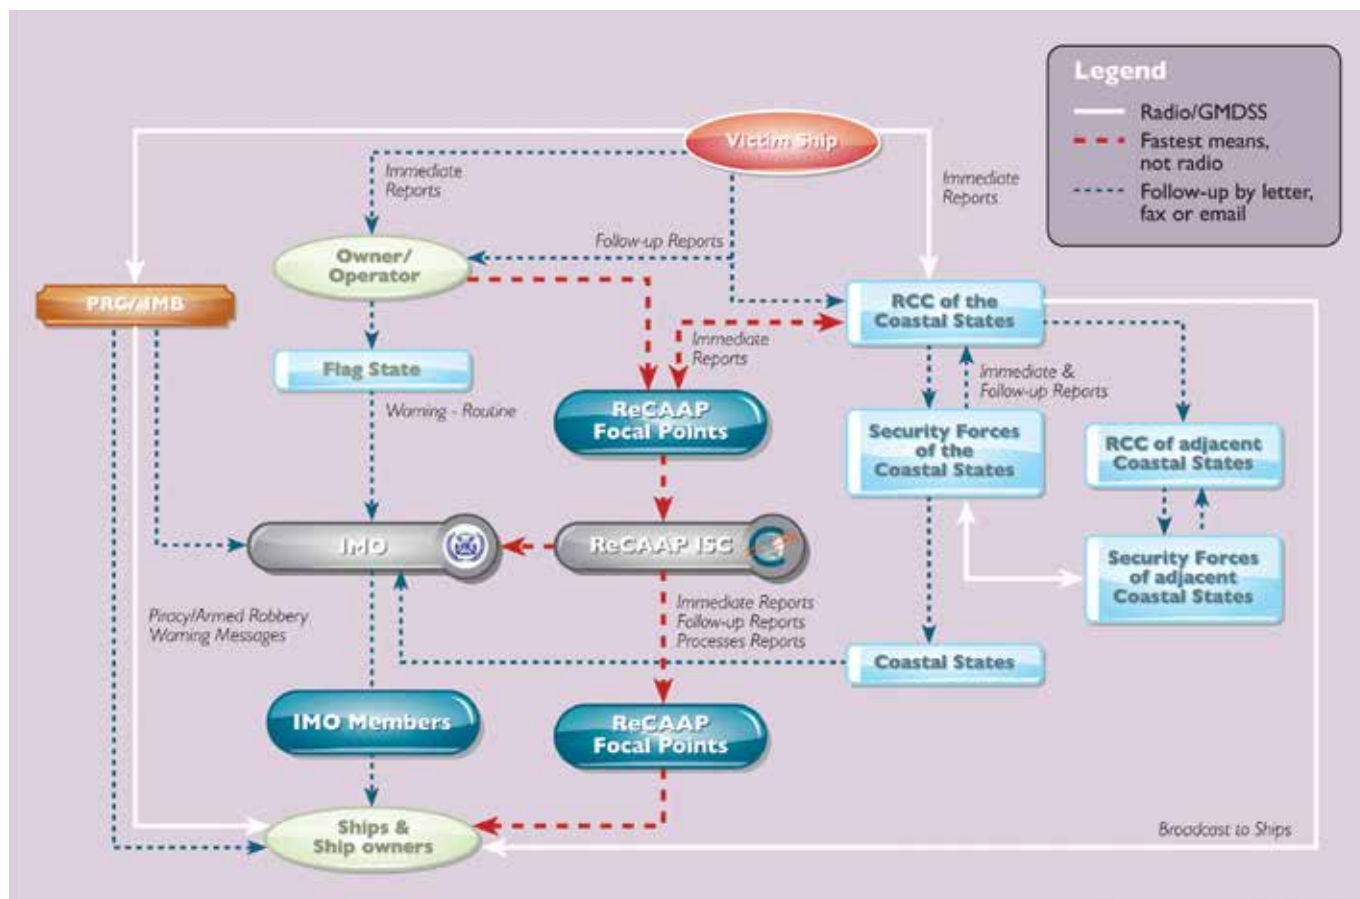 Legend
Radio/GMDSS
Fastest means,
not radio
Follow-up by letter,
fax or email
Victim Ship
Immediate
Reports
Immediate
Reports
Follow-up Reports
Owner/
Operator
PRC/IMB
RCC of the
Coastal States
Immediate
Reports
Flag State
Immediate &
Follow-up Reports
Warning - Routine
ReCAAP
Focal Points
Security Forces
of the
Coastal States
RCC of adjacent
Coastal States
IMO
ReCAAP ISC
Security Forces
of adjacent
Coastal States
Immediate Reports
Follow-up Reports
Processes Reports
Piracy/Armed Robbery
Warning Messages
Coastal States
IMO Members
ReCAAP
Focal Points
Ships &
Ship owners
Broadcast to Ships